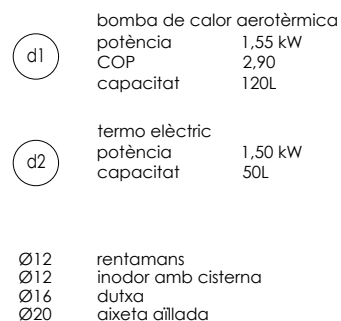 bomba de calor aerotèrmica
d1
potència 1,55 kW
COP 2,90
capacitat 120L
termo elèctric
d2
potència 1,50 kW
capacitat 50L
Ø12 rentamans
Ø12 inodor amb cisterna
Ø16 dutxa
Ø20 aixeta aïllada